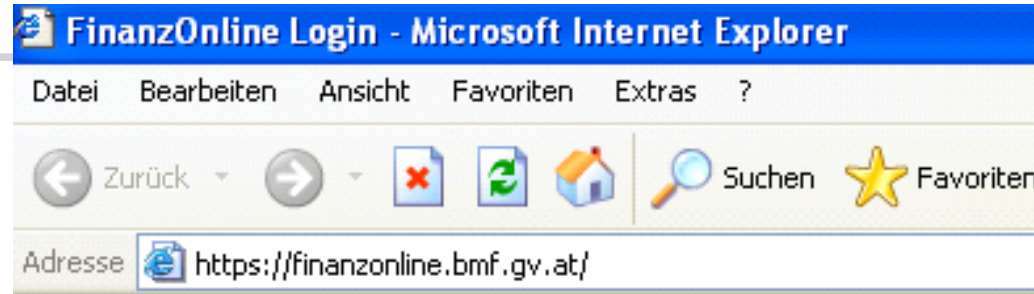 FinanzOnline Login - Microsoft Internet Explorer
Datei Bearbeiten Ansicht Favoriten Extras ?
Zurück Suchen Favoriten
Adresse https://finanzonline.bmf.gv.at/